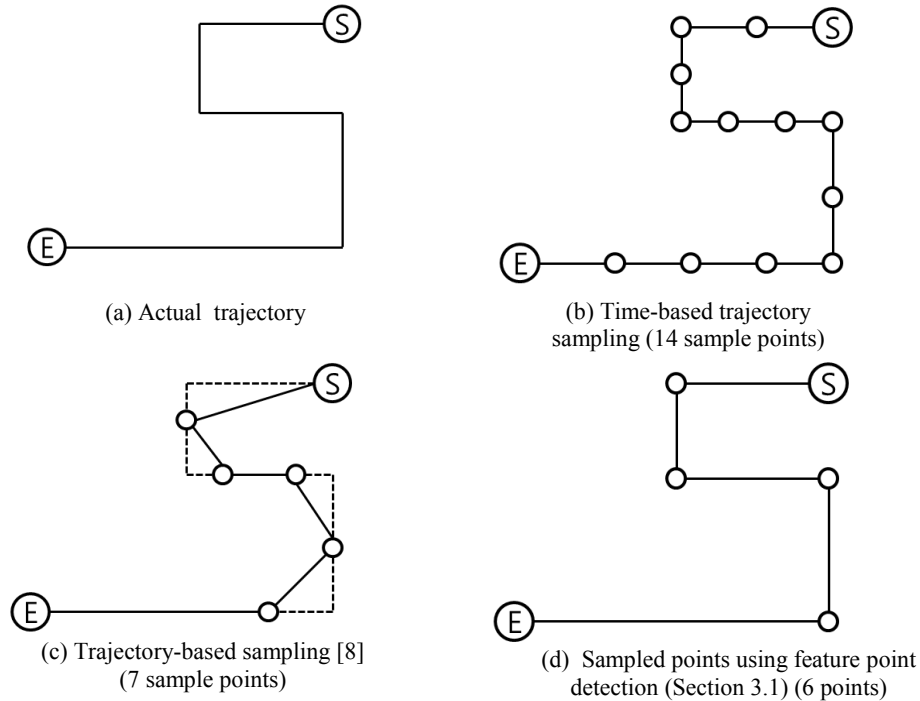 S
E
(a) Actual trajectory
S
E
(b) Time-based trajectory
sampling (14 sample points)
S
E
(c) Trajectory-based sampling [8]
(7 sample points)
S
E
(d) Sampled points using feature point
detection (Section 3.1) (6 points)